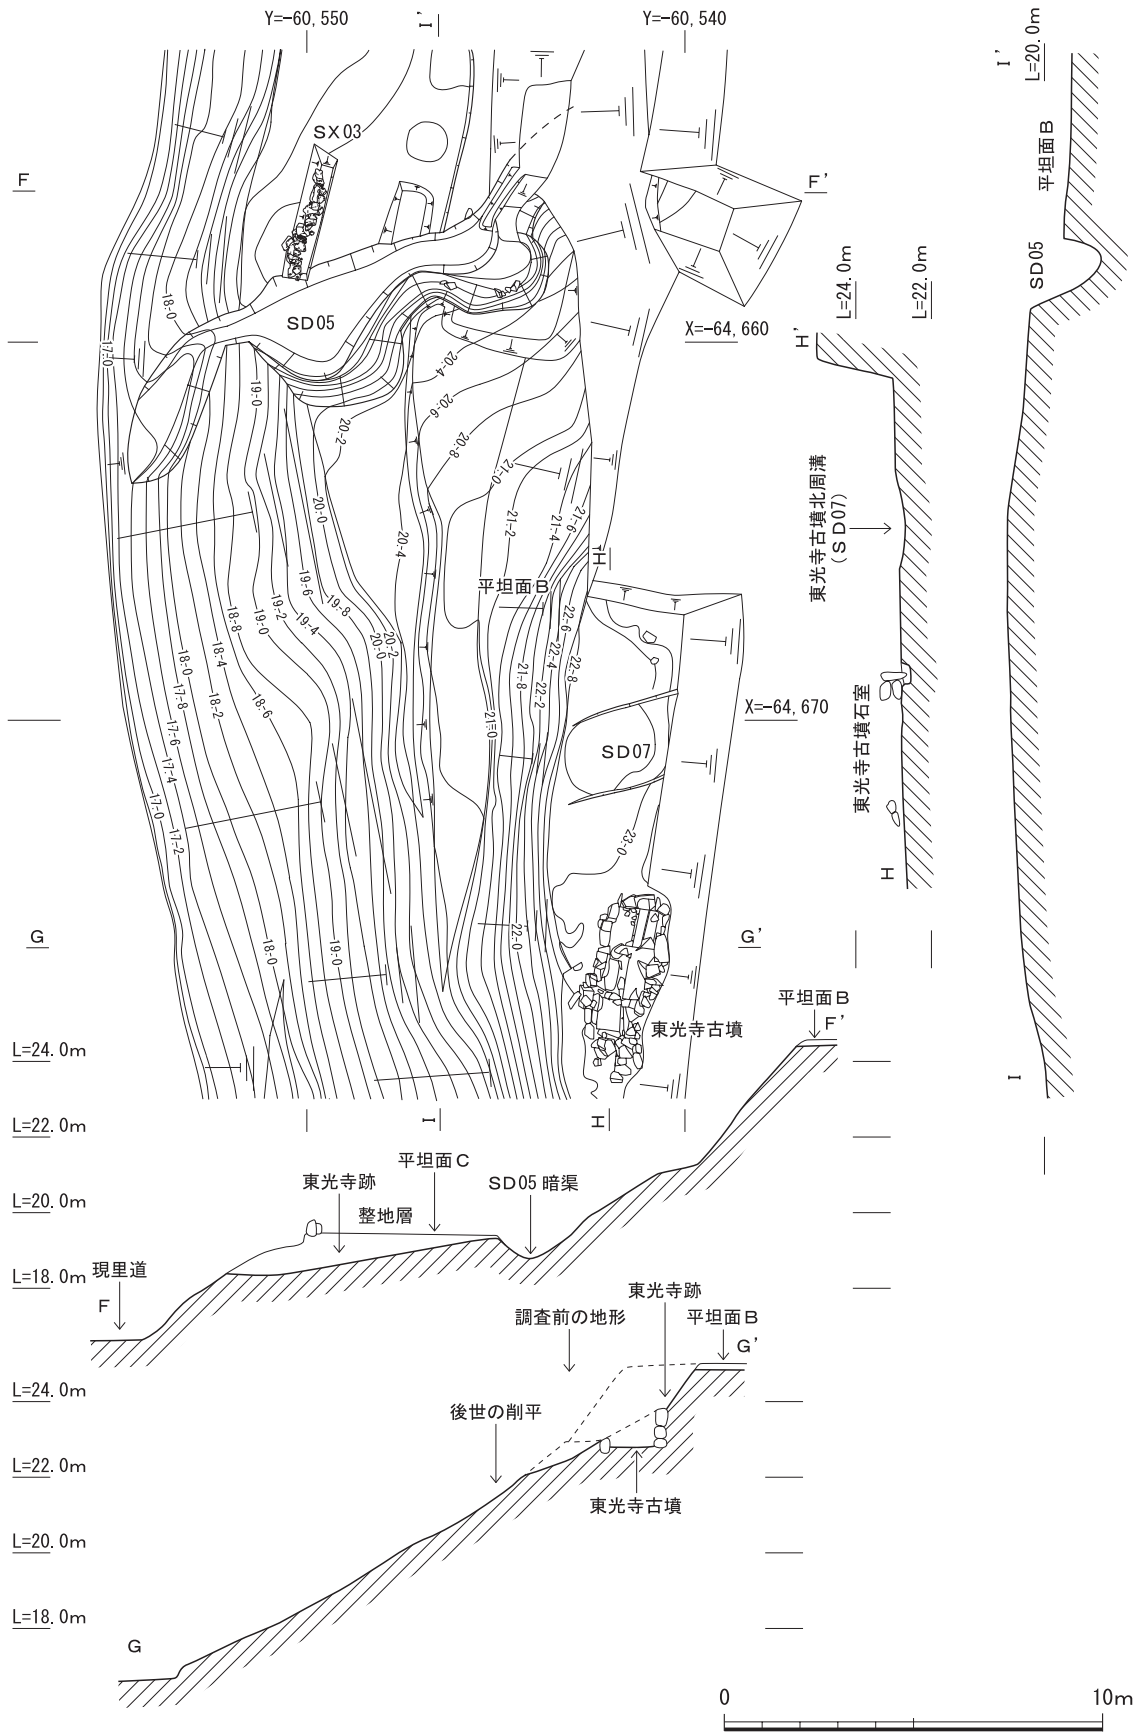 Y=-60,550
I'
Y=-60,540
I'
L=20.0m
SX03
平坦面B
F
F'
SD05
L=24.0m
L=22.0m
18.0
SD05
X=-64,660
H'
17.0
19.0
20.4
20.6
20.2
20.8
21.0
東光寺古墳北周溝
(SD07)
20.0
21.2
21.4
21.6
20.4
H
平坦面B
19.6
19.8
22.6
19.2
19.4
18.8
19.0
20.2
20.0
22.4
22.8
18.4
21.8
22.2
18.0
17.8
18.2
18.6
21.0
X=-64,670
東光寺古墳石室
17.6
SD07
17.4
17.0
17.2
23.0
H
G
22.0
G'
18.0
19.0
平坦面B
東光寺古墳
F'
L=24.0m
I
I
H
L=22.0m
平坦面C
東光寺跡
SD05暗渠
L=20.0m
整地層
現里道
L=18.0m
F
東光寺跡
調査前の地形
平坦面B
G'
L=24.0m
後世の削平
L=22.0m
東光寺古墳
L=20.0m
L=18.0m
G
0
10m